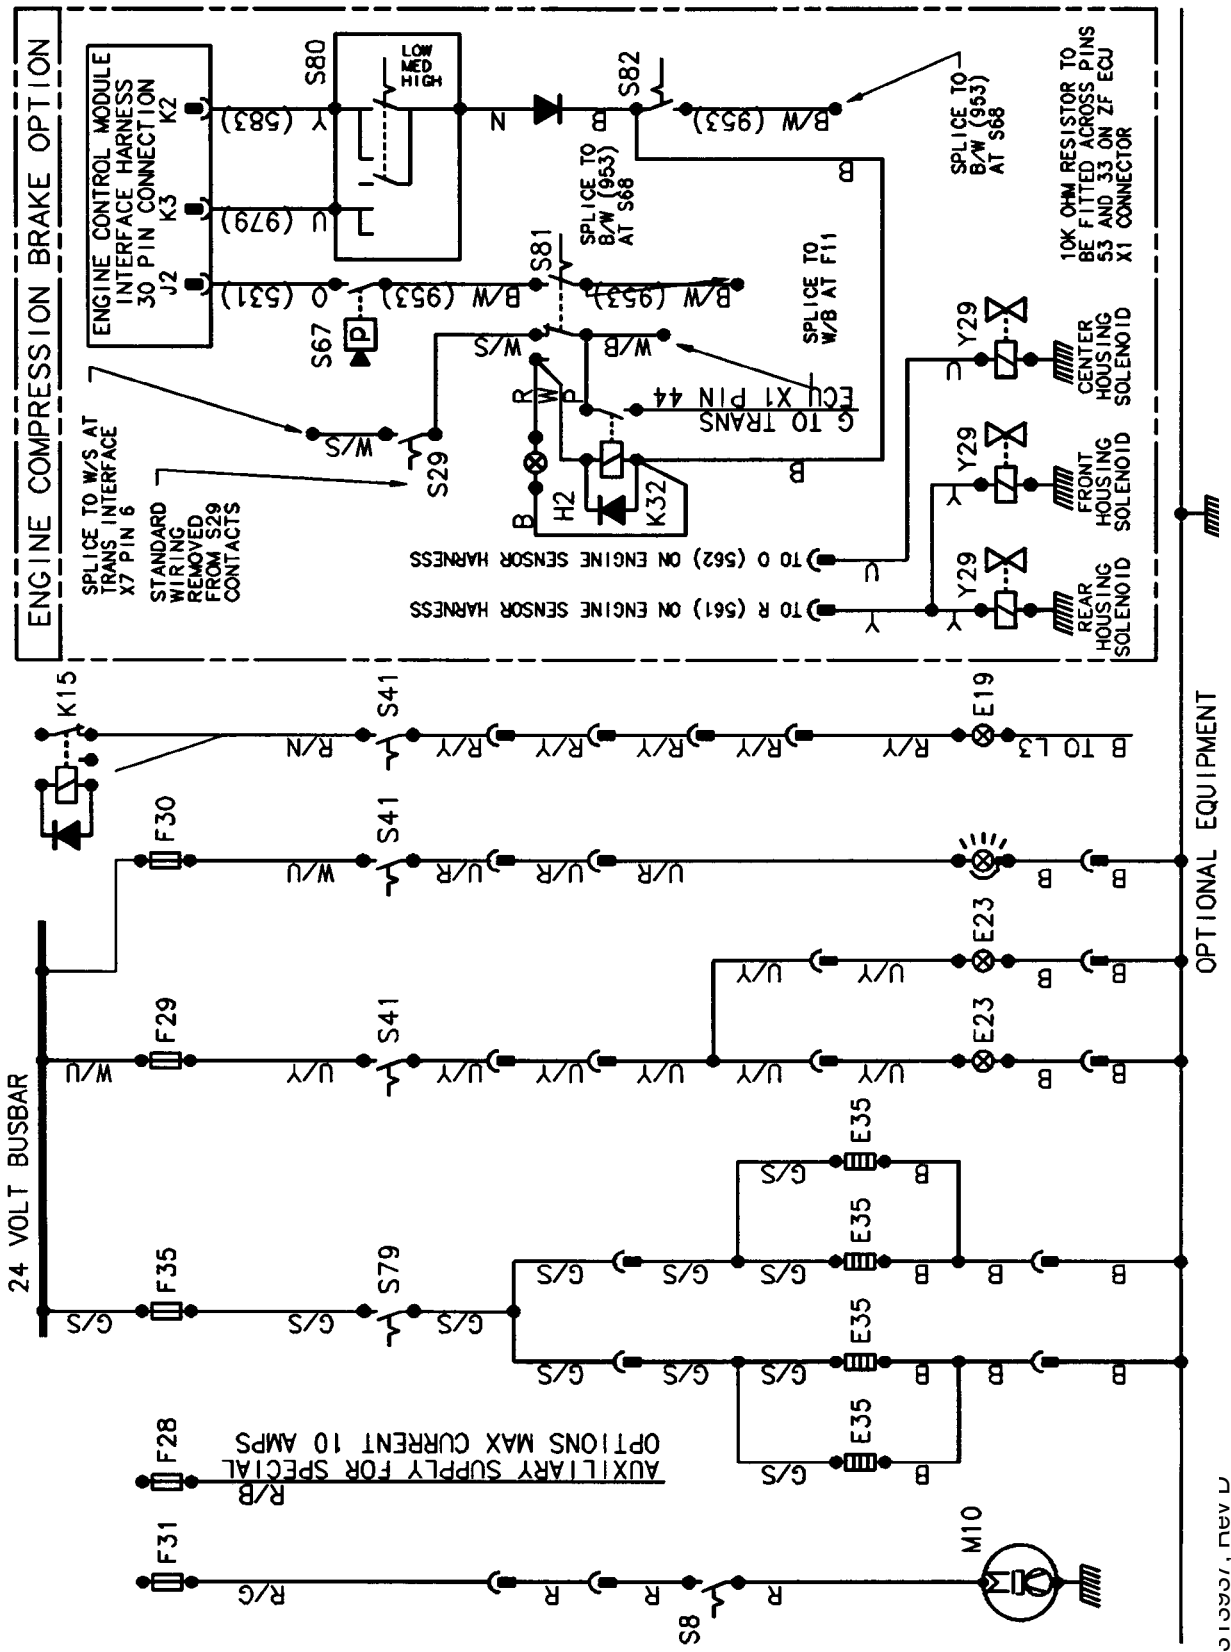 24 VOLT BUSBAR
ENGINE COMPRESSION BRAKE OPTION
ENGINE CONTROL MODULE
INTERFACE HARNESS
30 PIN CONNECTION
J2
K3
K2
(531)
(979)
(583)
O
U
Y
S67
P
S80
LOW
MED
HIGH
SPLICE TO W/S AT
TRANS INTERFACE
X7 PIN 6
STANDARD
WIRING
REMOVED
FROM S29
CONTACTS
W/S
S29
W/S
B/W (953)
B/W (953)
S81
SPLICE TO
B/W (953)
AT S68
N
B
S82
B/W (953)
B
SPLICE TO
B/W (953)
AT S68
W/B
SPLICE TO
W/B AT F11
R
W
P
G TO TRANS
ECU X1 PIN 44
B
H2
K32
B
TO R (561) ON ENGINE SENSOR HARNESS
TO O (562) ON ENGINE SENSOR HARNESS
Y
U
Y
Y
U
Y29
Y29
Y29
REAR
HOUSING
SOLENOID
FRONT
HOUSING
SOLENOID
CENTER
HOUSING
SOLENOID
10K OHM RESISTOR TO
BE FITTED ACROSS PINS
53 AND 33 ON ZF ECU
X1 CONNECTOR
F31
R/G
R
R
S8
R
M10
F28
R/B
AUXILIARY SUPPLY FOR SPECIAL
OPTIONS MAX CURRENT 10 AMPS
G/S
F35
G/S
S79
G/S
G/S
G/S
G/S
G/S
G/S
G/S
G/S
G/S
E35
E35
E35
E35
B
B
B
B
B
B
B
B
W/U
F29
U/Y
S41
U/Y
U/Y
U/Y
U/Y
U/Y
U/Y
U/Y
E23
E23
B
B
B
B
F30
W/U
S41
U/R
U/R
U/R
B
B
K15
R/N
S41
R/Y
R/Y
R/Y
R/Y
R/Y
E19
B TO L3
OPTIONAL EQUIPMENT